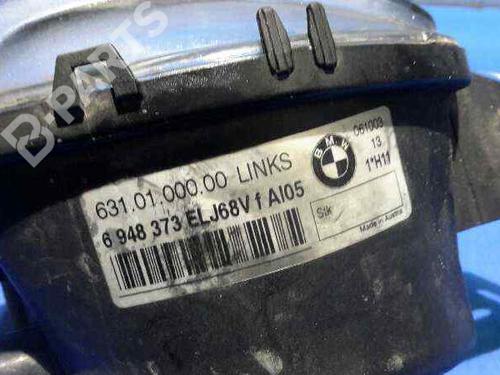 B-PARTS
631.01.000.00 LINKS
6 948 373 ELJ68V f AI05
BMW
061003
13
1*H11
Stk
Made in Austria